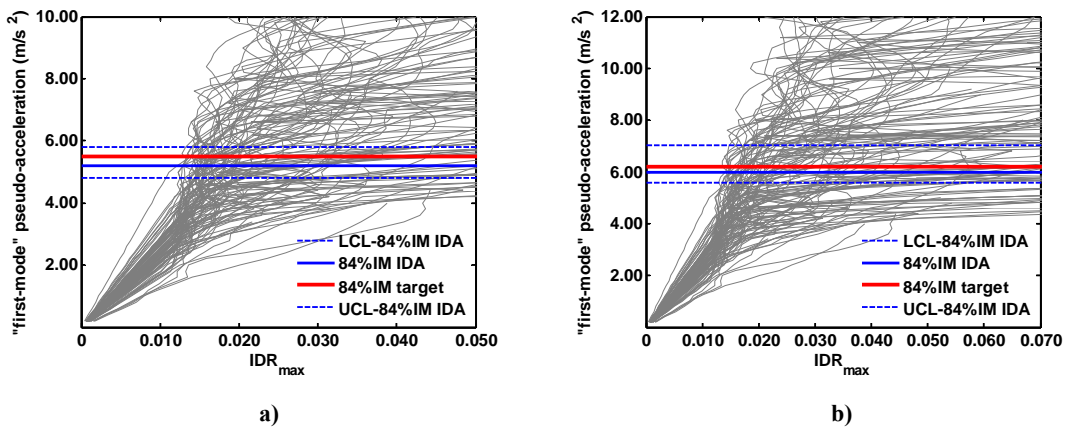 "first-mode" pseudo-acceleration (m/s²)
10.00
8.00
6.00
4.00
2.00
LCL-84%IM IDA
84%IM IDA
84%IM target
UCL-84%IM IDA
0 0.010 0.020 0.030 0.040 0.050
IDRmax
a)
"first-mode" pseudo-acceleration (m/s²)
12.00
10.00
8.00
6.00
4.00
2.00
LCL-84%IM IDA
84%IM IDA
84%IM target
UCL-84%IM IDA
0 0.010 0.020 0.030 0.040 0.050 0.060 0.070
IDRmax
b)